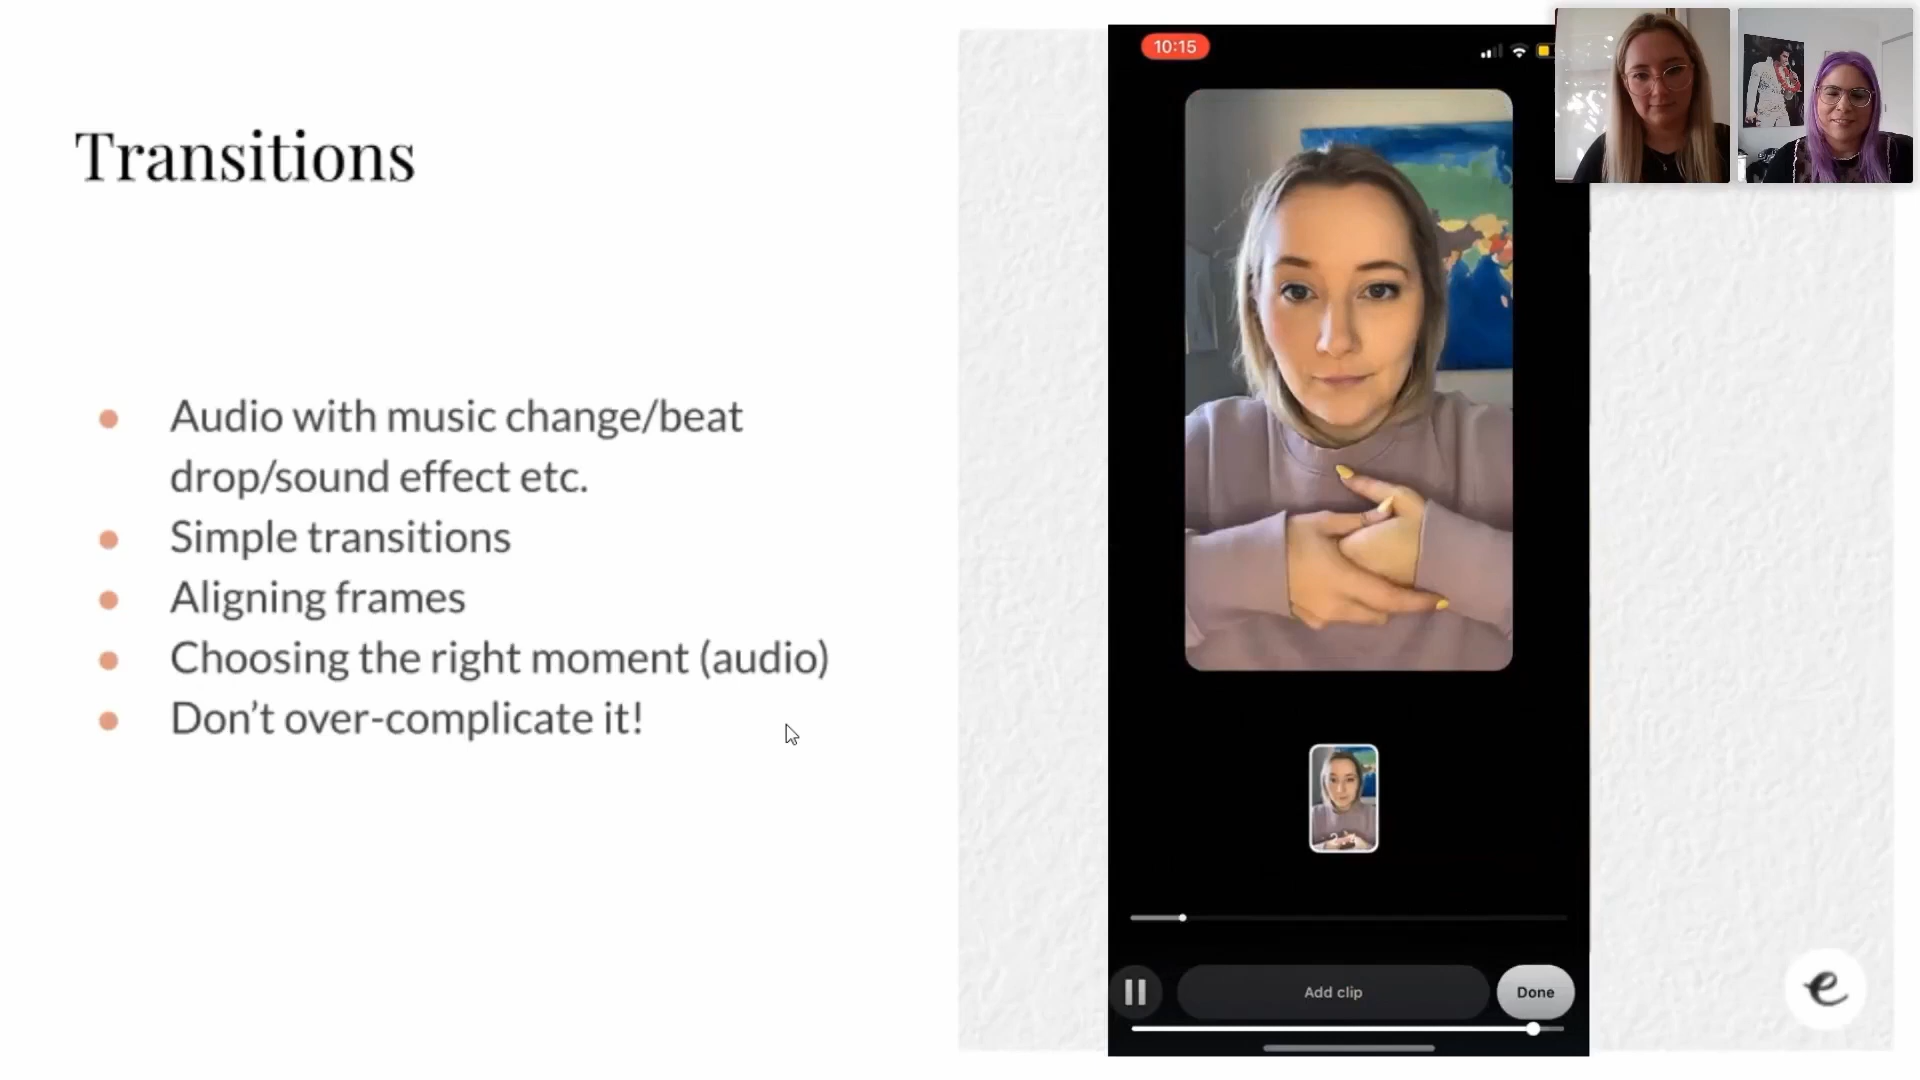 10:15
Transitions
Audio with music change/beat
drop/sound effect etc.
Simple transitions
Aligning frames
Choosing the right moment (audio)
Don’t over-complicate it!
Add clip
Done
e